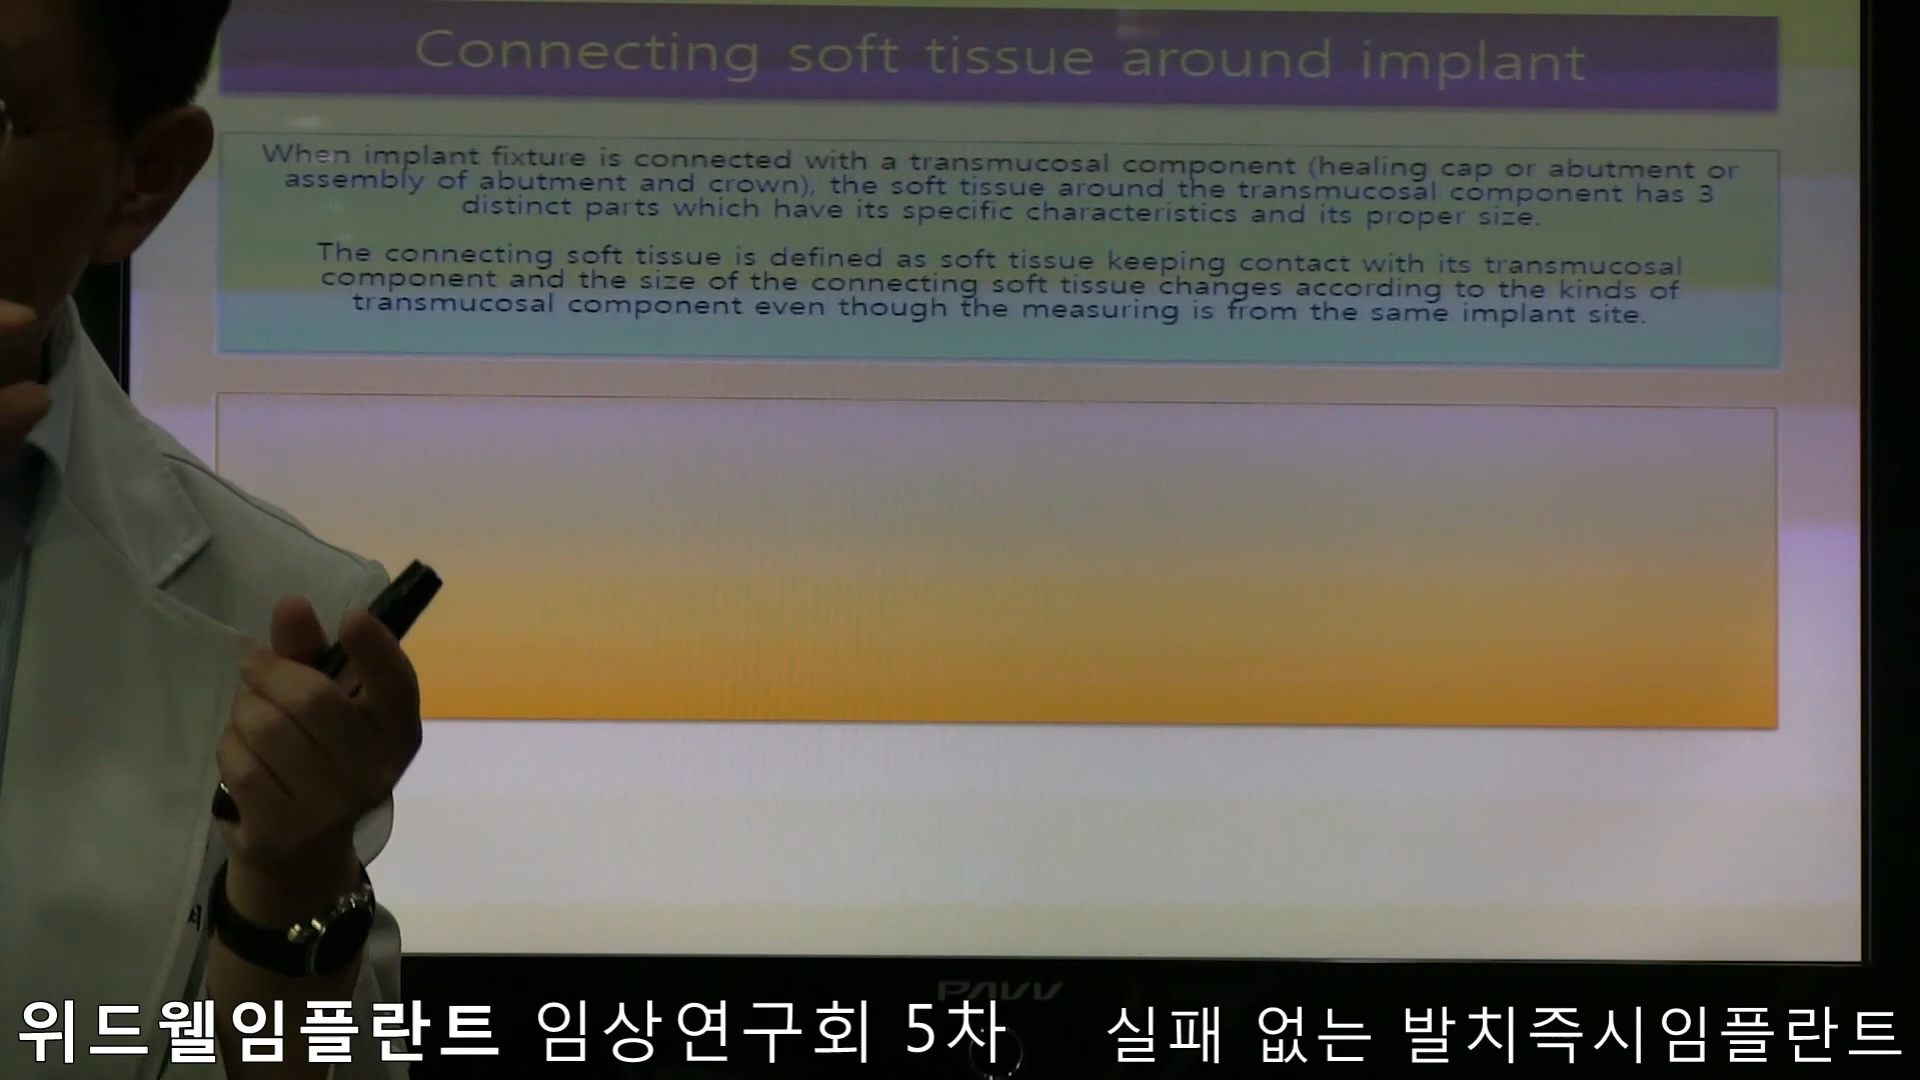 Connecting soft tissue around implant
When implant fixture is connected with a transmucosal component (healing cap or abutment or
assembly of abutment and crown), the soft tissue around the transmucosal component has 3
distinct parts which have its specific characteristics and its proper size.
The connecting soft tissue is defined as soft tissue keeping contact with its transmucosal
component and the size of the connecting soft tissue changes according to the kinds of
transmucosal component even though the measuring is from the same implant site.
PAVV
위드웰임플란트 임상연구회 5차 실패 없는 발치즉시임플란트